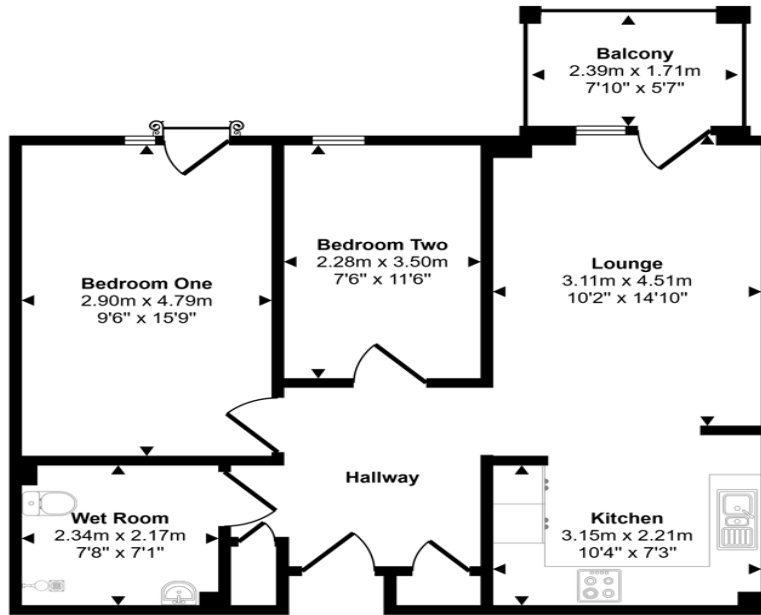 Balcony
2.39m x 1.71m
7'10" x 5'7"
Bedroom Two
2.28m x 3.50m
7'6" x 11'6"
Lounge
3.11m x 4.51m
10'2" x 14'10"
Bedroom One
2.90m x 4.79m
9'6" x 15'9"
Hallway
Wet Room
2.34m x 2.17m
7'8" x 7'1"
Kitchen
3.15m x 2.21m
10'4" x 7'3"